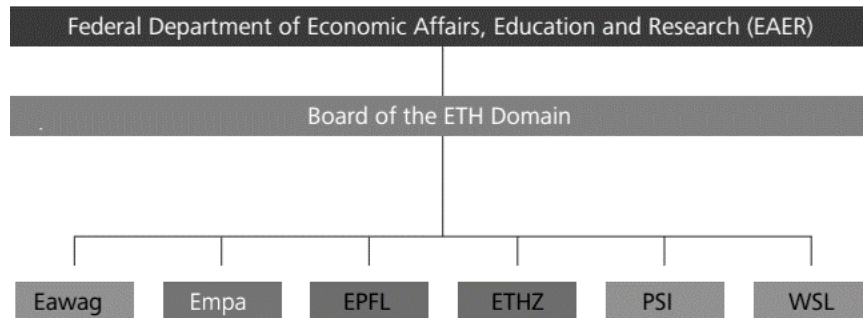 Federal Department of Economic Affairs, Education and Research (EAER)
Board of the ETH Domain
Eawag Empa EPFL ETHZ PSI WSL